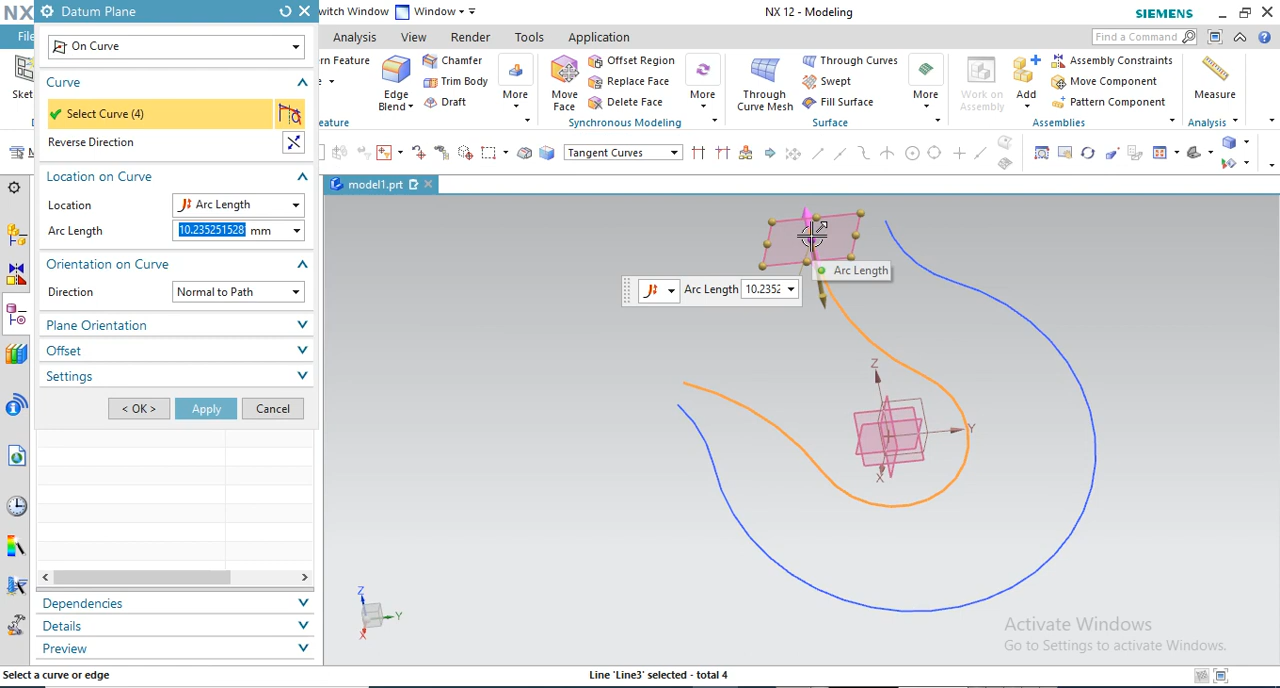 NX Datum Plane witch Window Window NX 12 - Modeling SIEMENS
On Curve
Fil Analysis View Render Tools Application Find a Command
Curve
rn Feature Chamfer Offset Region Through Curves Assembly Constraints
Trim Body Replace Face Swept Move Component
Sket Edge Blend Draft More Move Face Delete Face More Through Curve Mesh Fill Surface More Work on Assembly Add Pattern Component Measure
Select Curve (4)
eature Synchronous Modeling Surface Assemblies Analysis
Reverse Direction
M Tangent Curves
Location on Curve
model1.prt
Location Arc Length
Arc Length 10.235251528 mm
Orientation on Curve
Arc Length
Direction Normal to Path
Arc Length 10.2352
Plane Orientation
Offset
Settings
Z
< OK > Apply Cancel
Y
X
Z
Dependencies
Y
Details
X
Preview
Activate Windows
Go to Settings to activate Windows.
Select a curve or edge Line 'Line3' selected - total 4